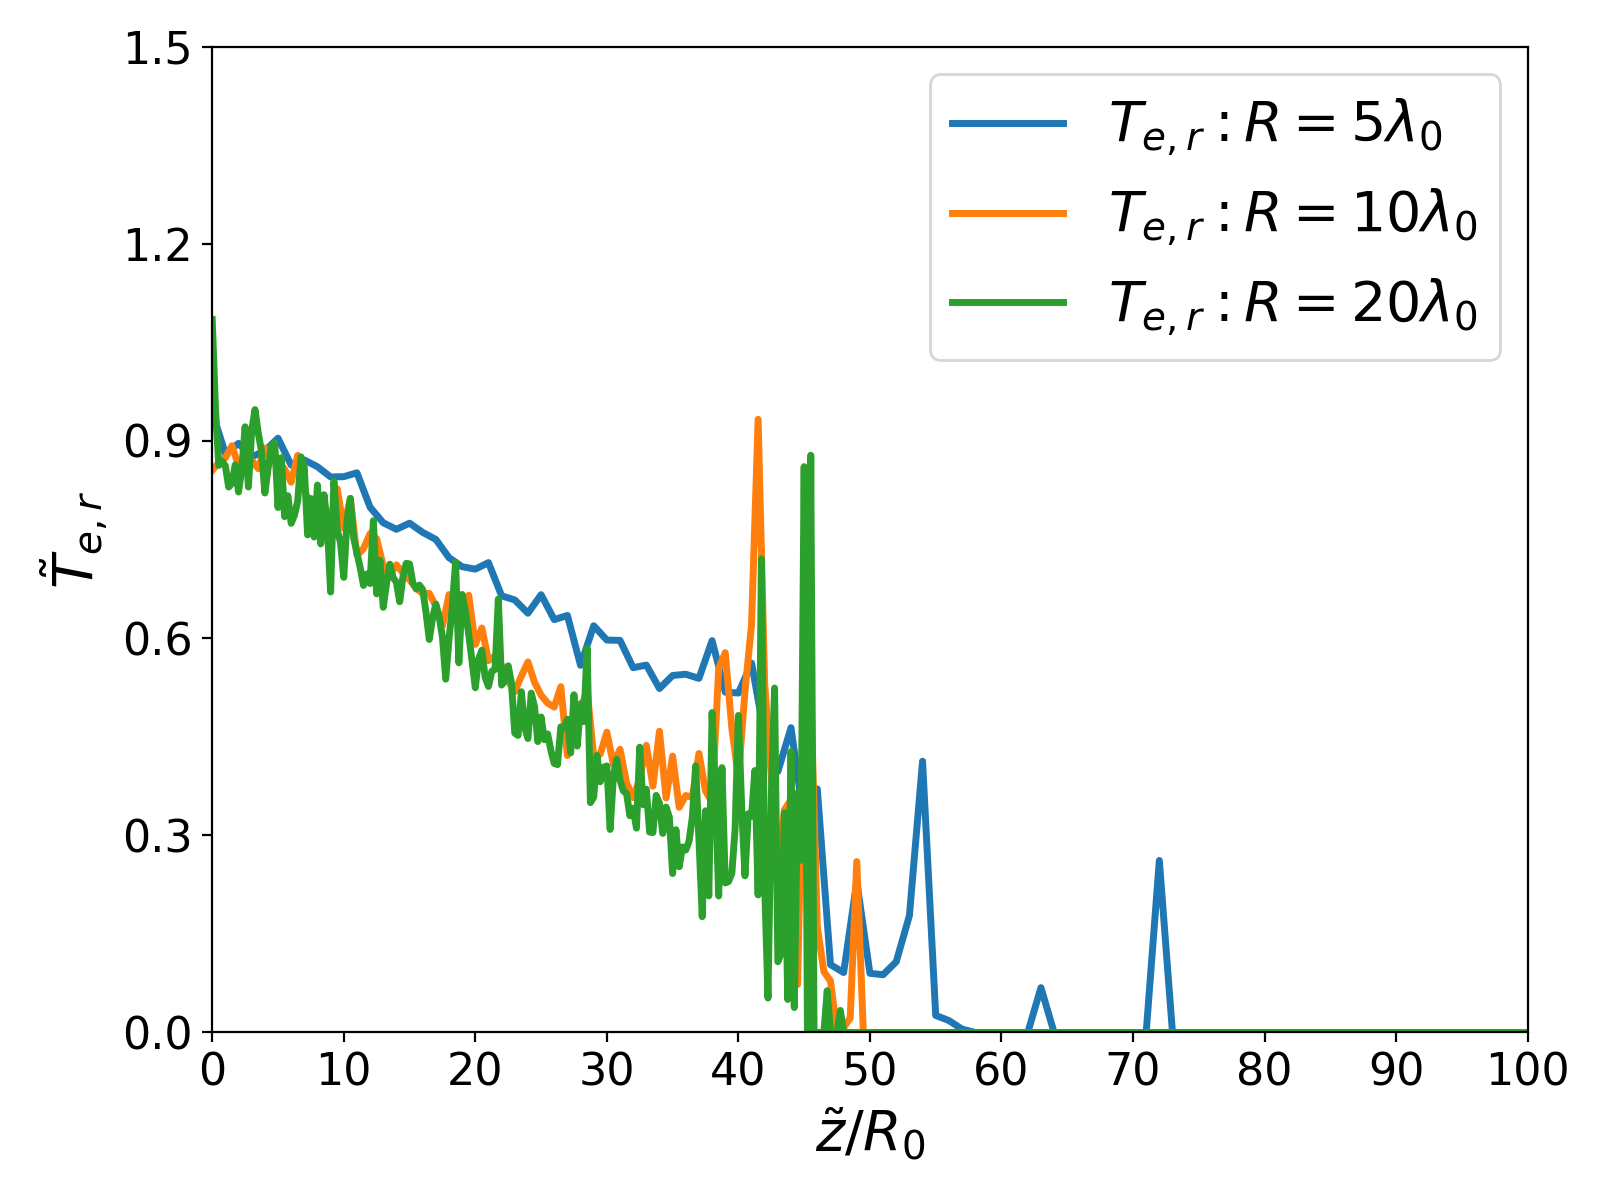 1.5
1.2
0.9
0.6
0.3
0.0
T̃e,r
Te,r : R = 5λ0
Te,r : R = 10λ0
Te,r : R = 20λ0
0 10 20 30 40 50 60 70 80 90 100
z̃/R0